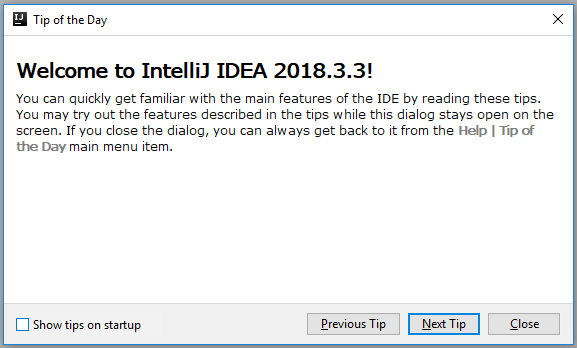 IJ
Tip of the Day
Welcome to IntelliJ IDEA 2018.3.3!
You can quickly get familiar with the main features of the IDE by reading these tips.
You may try out the features described in the tips while this dialog stays open on the
screen. If you close the dialog, you can always get back to it from the Help | Tip of
the Day main menu item.
Show tips on startup
Previous Tip
Next Tip
Close